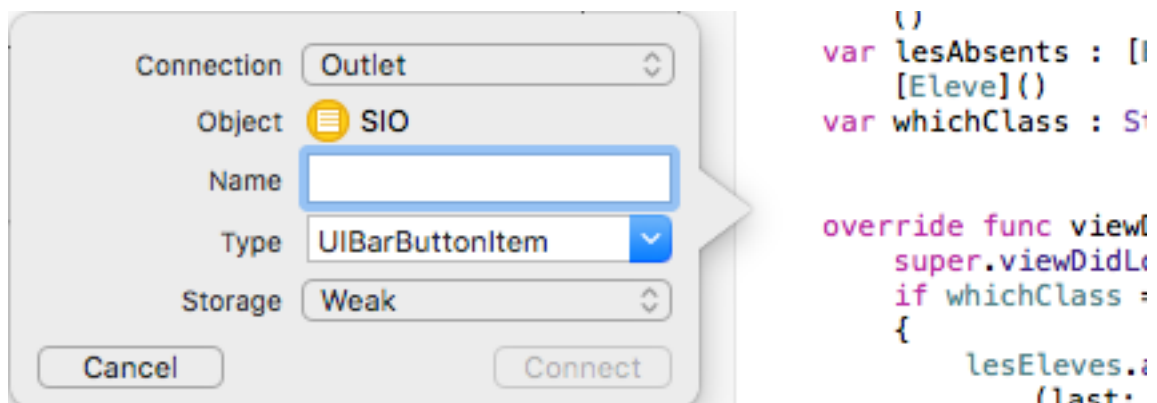 Connection Outlet
Object SIO
Name
Type UIBarButtonItem
Storage Weak
Cancel Connect
()
var lesAbsents : [
[Eleve]()
var whichClass : St
override func view
super.viewDidLo
if whichClass =
{
lesEleves.a
(last: